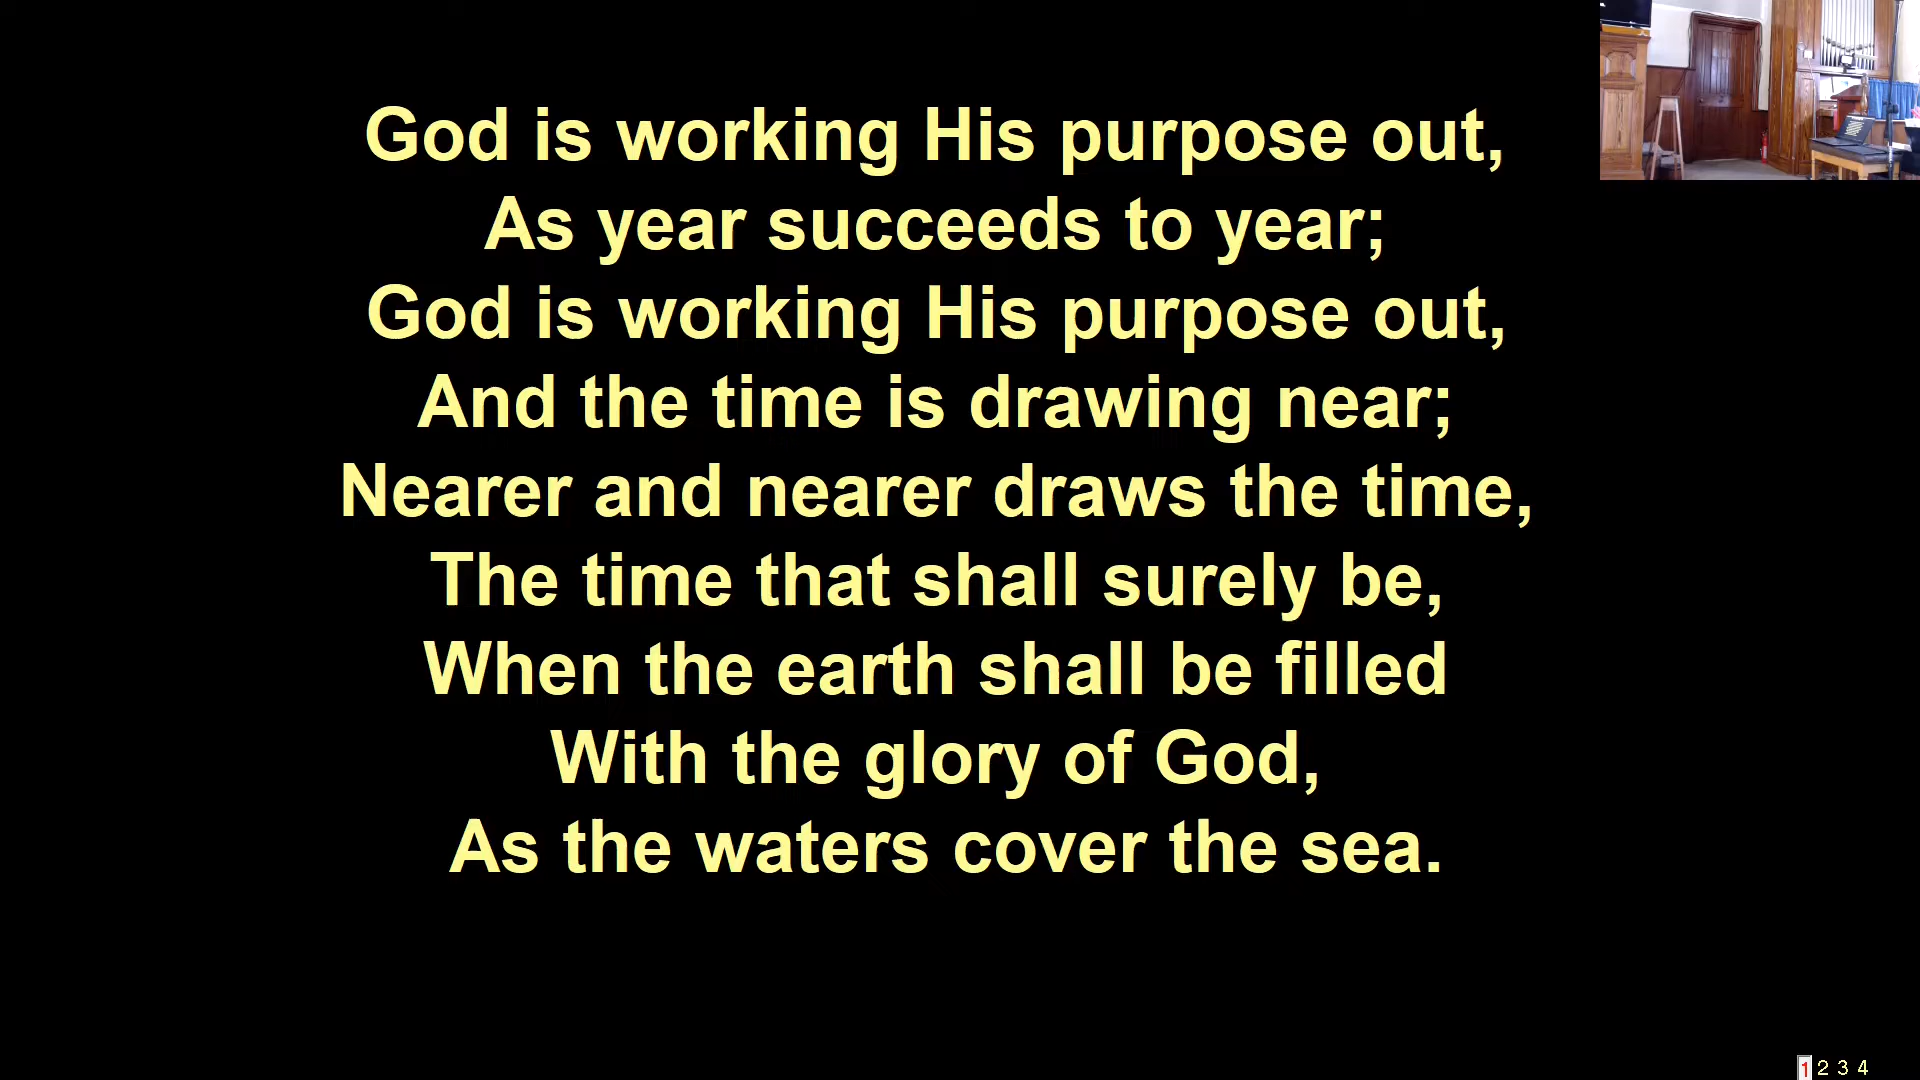 God is working His purpose out,
As year succeeds to year;
God is working His purpose out,
And the time is drawing near;
Nearer and nearer draws the time,
The time that shall surely be,
When the earth shall be filled
With the glory of God,
As the waters cover the sea.
1 2 3 4